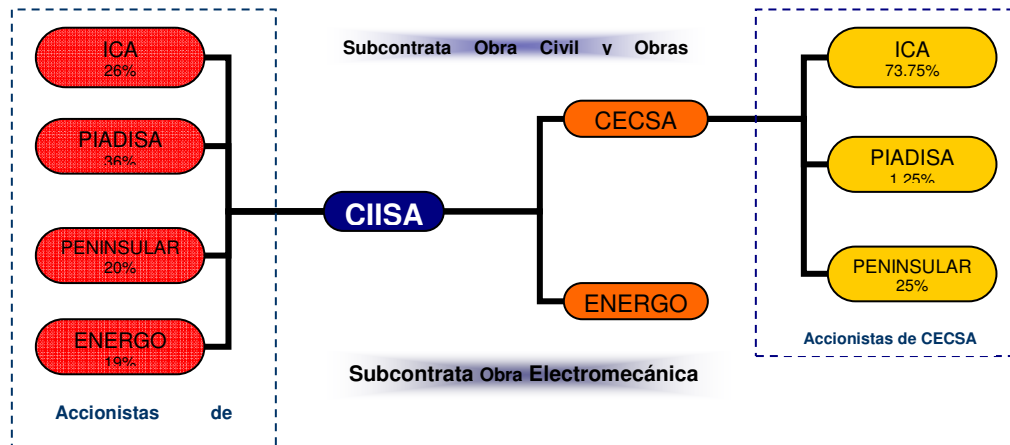 ICA
26%
PIADISA
36%
PENINSULAR
20%
ENERGO
19%
Accionistas de
CIISA
Subcontrata Obra Civil y Obras
CECSA
ENERGO
Subcontrata Obra Electromecánica
ICA
73.75%
PIADISA
1.25%
PENINSULAR
25%
Accionistas de CECSA